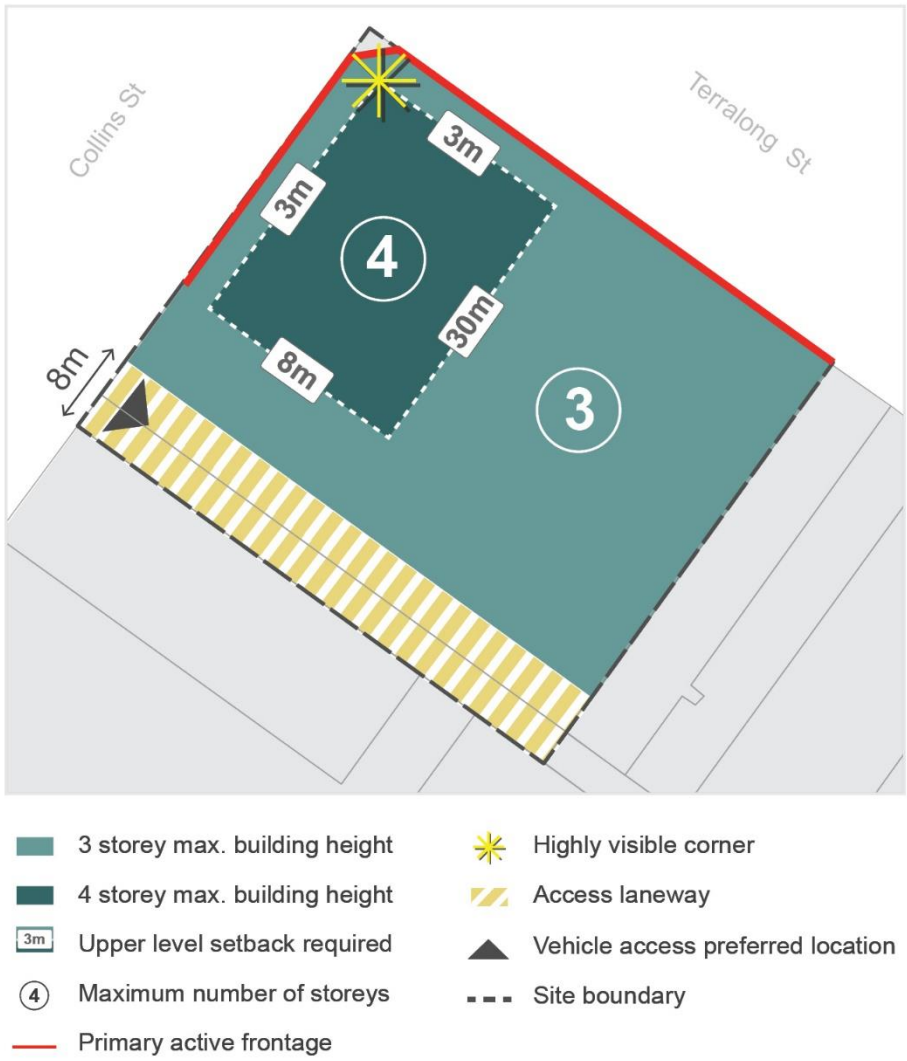 Collins St
Terralong St
3m
3m
4
30m
8m
8m
3
3 storey max. building height
4 storey max. building height
3m Upper level setback required
4 Maximum number of storeys
Primary active frontage
Highly visible corner
Access laneway
Vehicle access preferred location
Site boundary